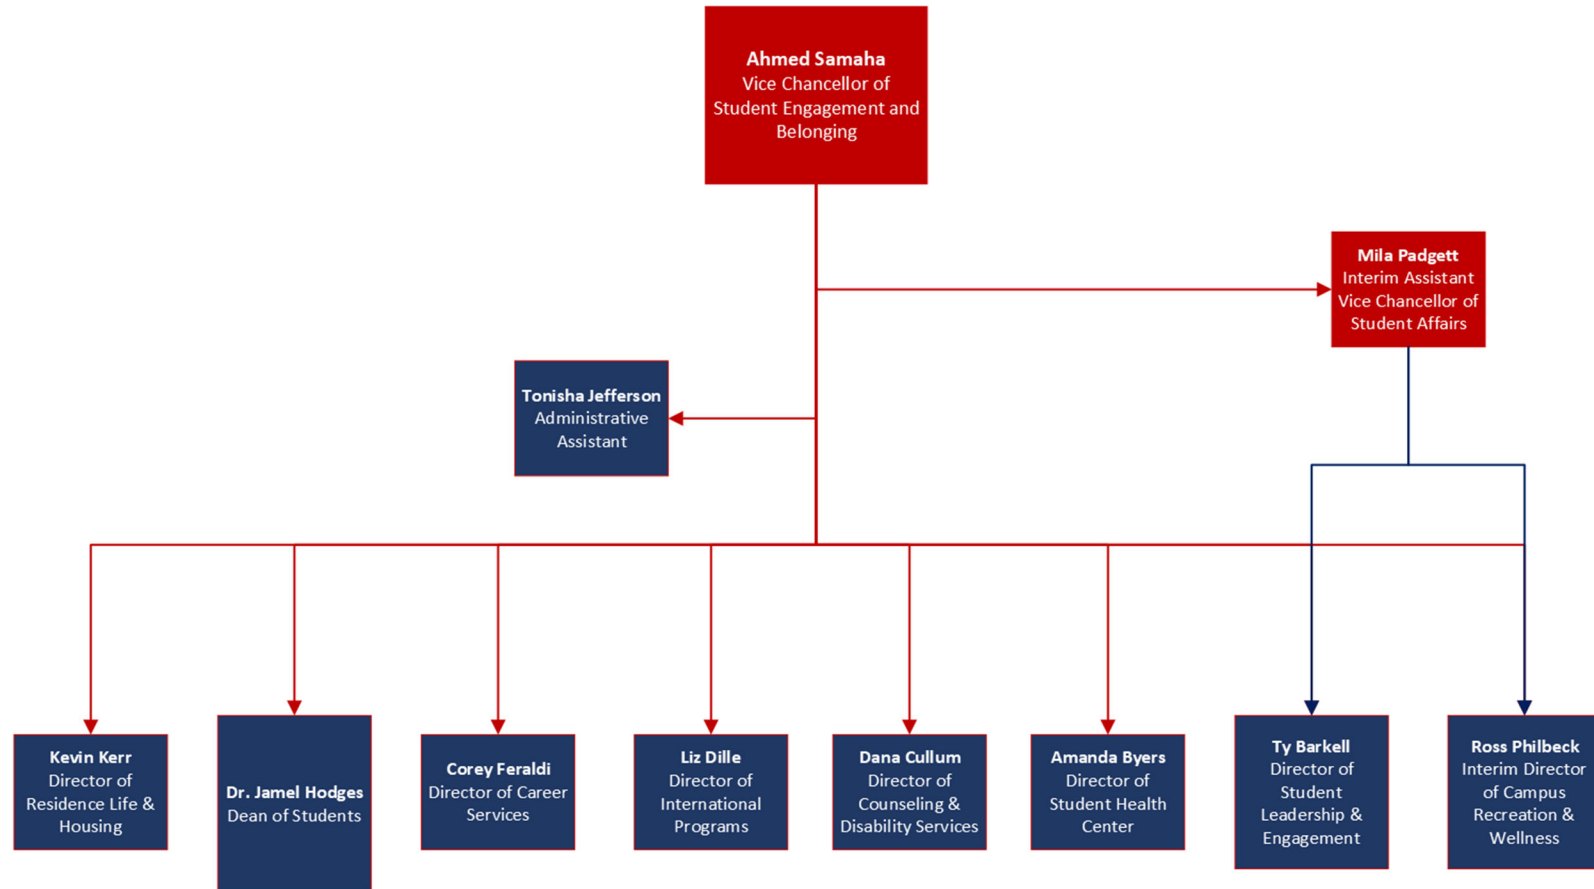 Ahmed Samaha
Vice Chancellor of
Student Engagement and
Belonging
Mila Padgett
Interim Assistant
Vice Chancellor of
Student Affairs
Tonisha Jefferson
Administrative
Assistant
Kevin Kerr
Director of
Residence Life &
Housing
Dr. Jamel Hodges
Dean of Students
Corey Feraldi
Director of Career
Services
Liz Dille
Director of
International
Programs
Dana Cullum
Director of
Counseling &
Disability Services
Amanda Byers
Director of
Student Health
Center
Ty Barkell
Director of
Student
Leadership &
Engagement
Ross Philbeck
Interim Director
of Campus
Recreation &
Wellness